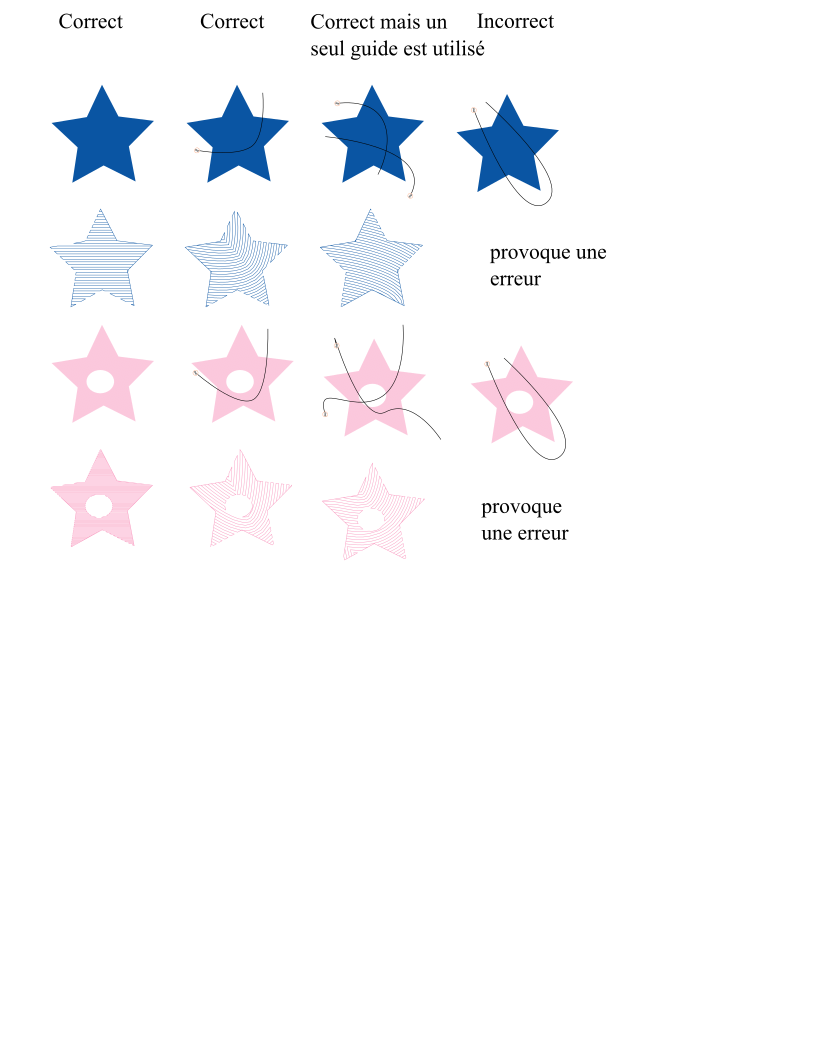 Correct
Correct
Correct mais un
seul guide est utilisé
Incorrect
provoque une
erreur
provoque
une erreur